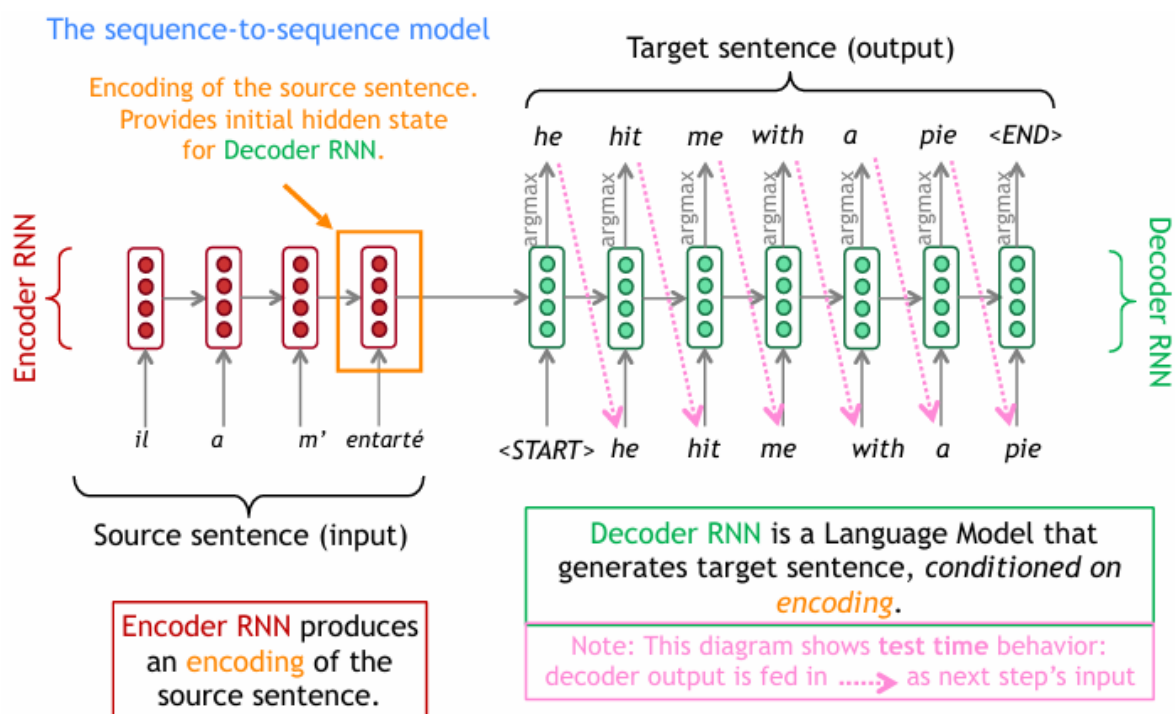 The sequence-to-sequence model
Target sentence (output)
Encoding of the source sentence.
Provides initial hidden state
for Decoder RNN.
he hit me with a pie <END>
argmax argmax argmax argmax argmax argmax argmax
Encoder RNN
Decoder RNN
il a m' entarté
<START> he hit me with a pie
Source sentence (input)
Encoder RNN produces
an encoding of the
source sentence.
Decoder RNN is a Language Model that
generates target sentence, conditioned on
encoding.
Note: This diagram shows test time behavior:
decoder output is fed in as next step's input